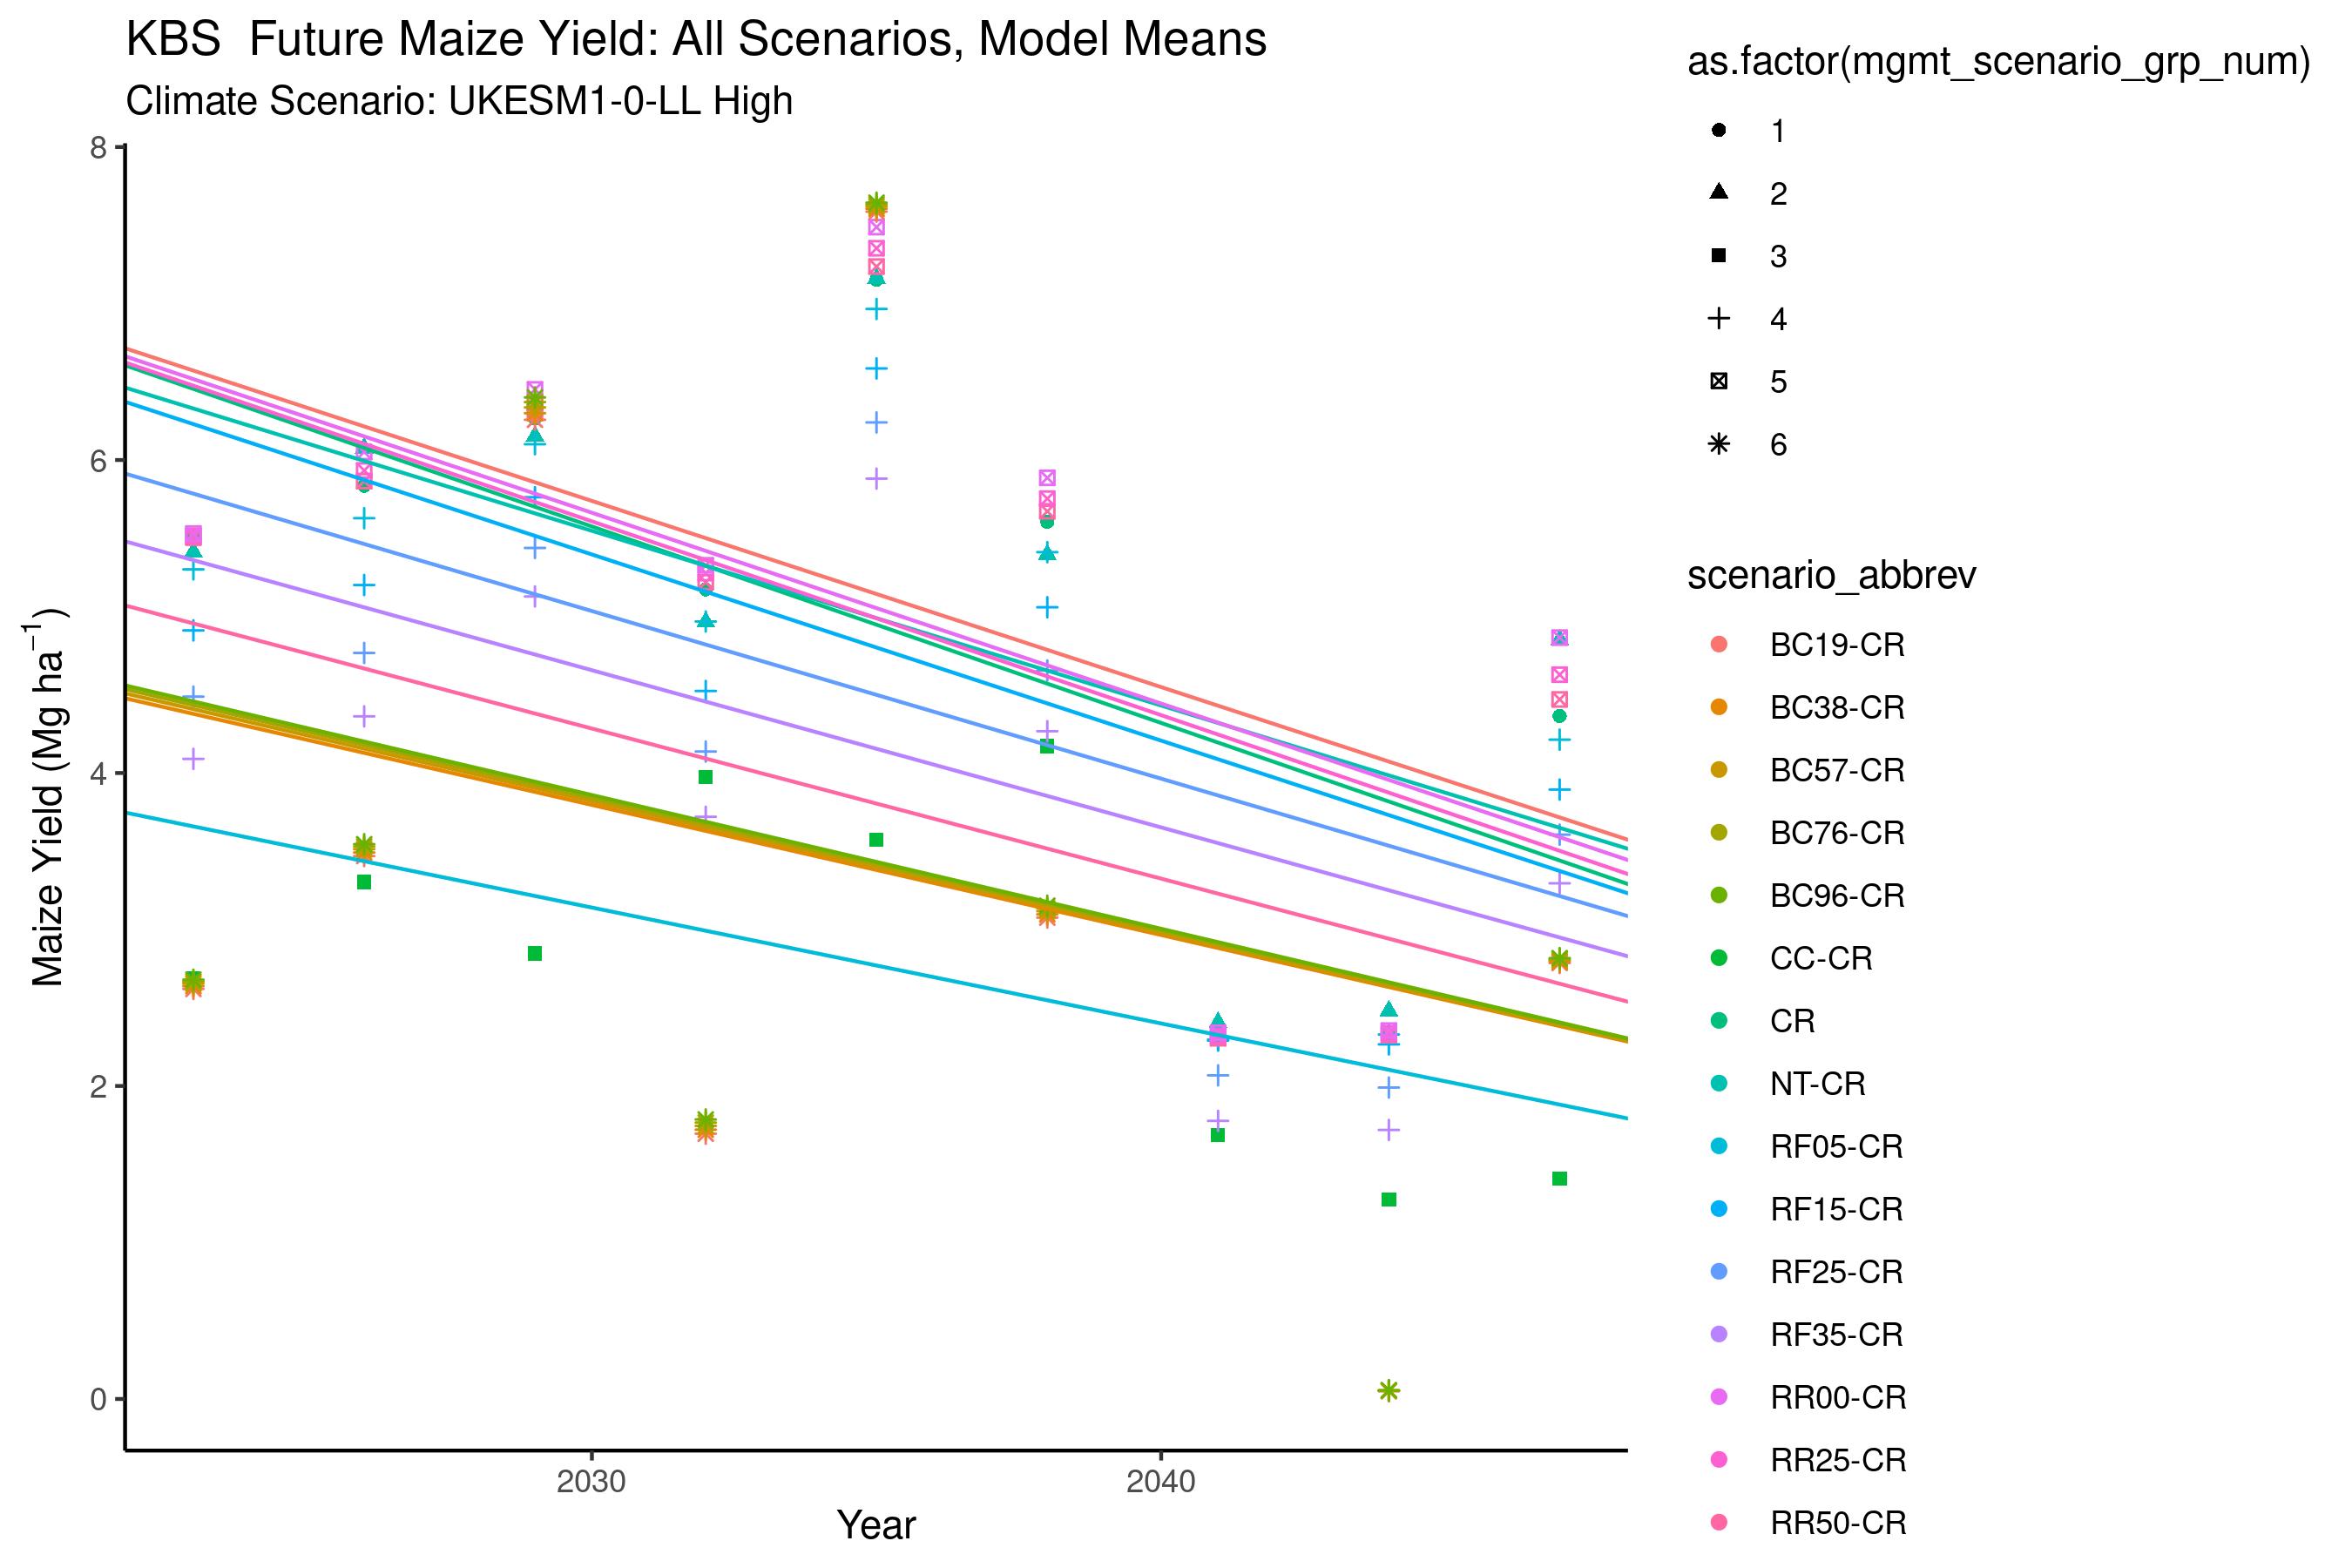 KBS  Future Maize Yield: All Scenarios, Model Means
Climate Scenario: UKESM1-0-LL High
8
6
4
2
0
Maize Yield (Mg ha⁻¹)
2030
2040
Year
as.factor(mgmt_scenario_grp_num)
1
2
3
4
5
6
scenario_abbrev
BC19-CR
BC38-CR
BC57-CR
BC76-CR
BC96-CR
CC-CR
CR
NT-CR
RF05-CR
RF15-CR
RF25-CR
RF35-CR
RR00-CR
RR25-CR
RR50-CR